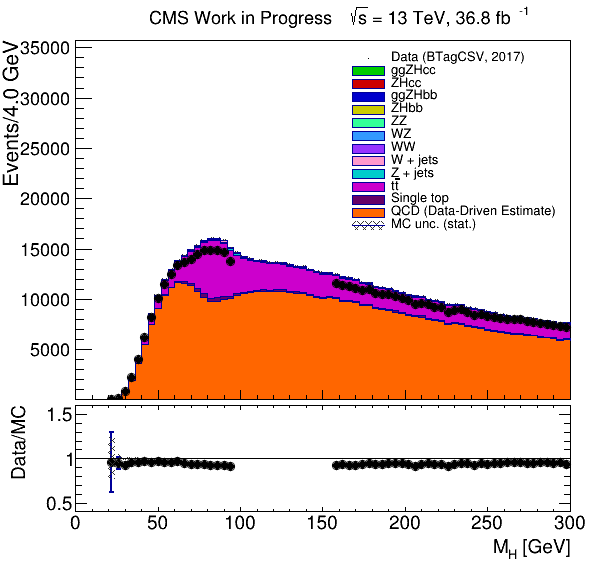 CMS Work in Progress √s = 13 TeV, 36.8 fb -1
Events/4.0 GeV
35000
30000
25000
20000
15000
10000
5000
Data (BTagCSV, 2017)
ggZHcc
ZHcc
ggZHbb
ZHbb
ZZ
WZ
WW
W + jets
Z + jets
tt̅
Single top
QCD (Data-Driven Estimate)
MC unc. (stat.)
Data/MC
1.5
1
0.5
0 50 100 150 200 250 300
M_H [GeV]